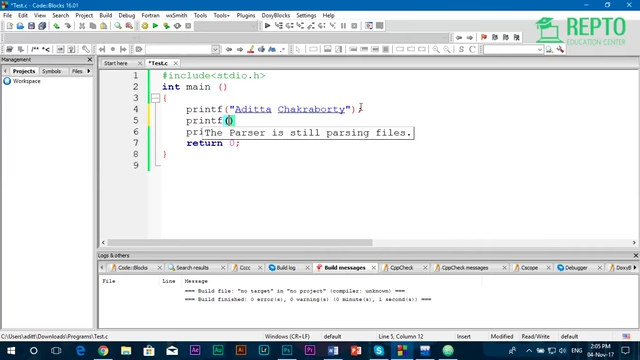 *Test.c - Code::Blocks 16.01
File Edit View Search Project Build Debug Fortran wxSmith Tools Tools+ Plugins DoxyBlocks Settings Help
REPTO
EDUCATION CENTER
Management
Projects Symbols
Workspace
Start here
*Test.c
1 #include<stdio.h>
2 int main ()
3 {
4 printf("Aditta Chakraborty");
5 printf()
The Parser is still parsing files.
6 pri
7 return 0;
8 }
9
Logs & others
Code::Blocks Search results Ccc Build log Build messages CppCheck CppCheck messages Cscope Debugger DoxyB
File Line Message
=== Build file: "no target" in "no project" (compiler: unknown) ===
=== Build finished: 0 error(s), 0 warning(s) (0 minute(s), 1 second(s)) ===
C:\Users\aditt\Downloads\Programs\Test.c Windows (CR+LF) default Line 5, Column 12 Insert Modified Read/Write default
ENG
2:05 PM
04-Nov-17